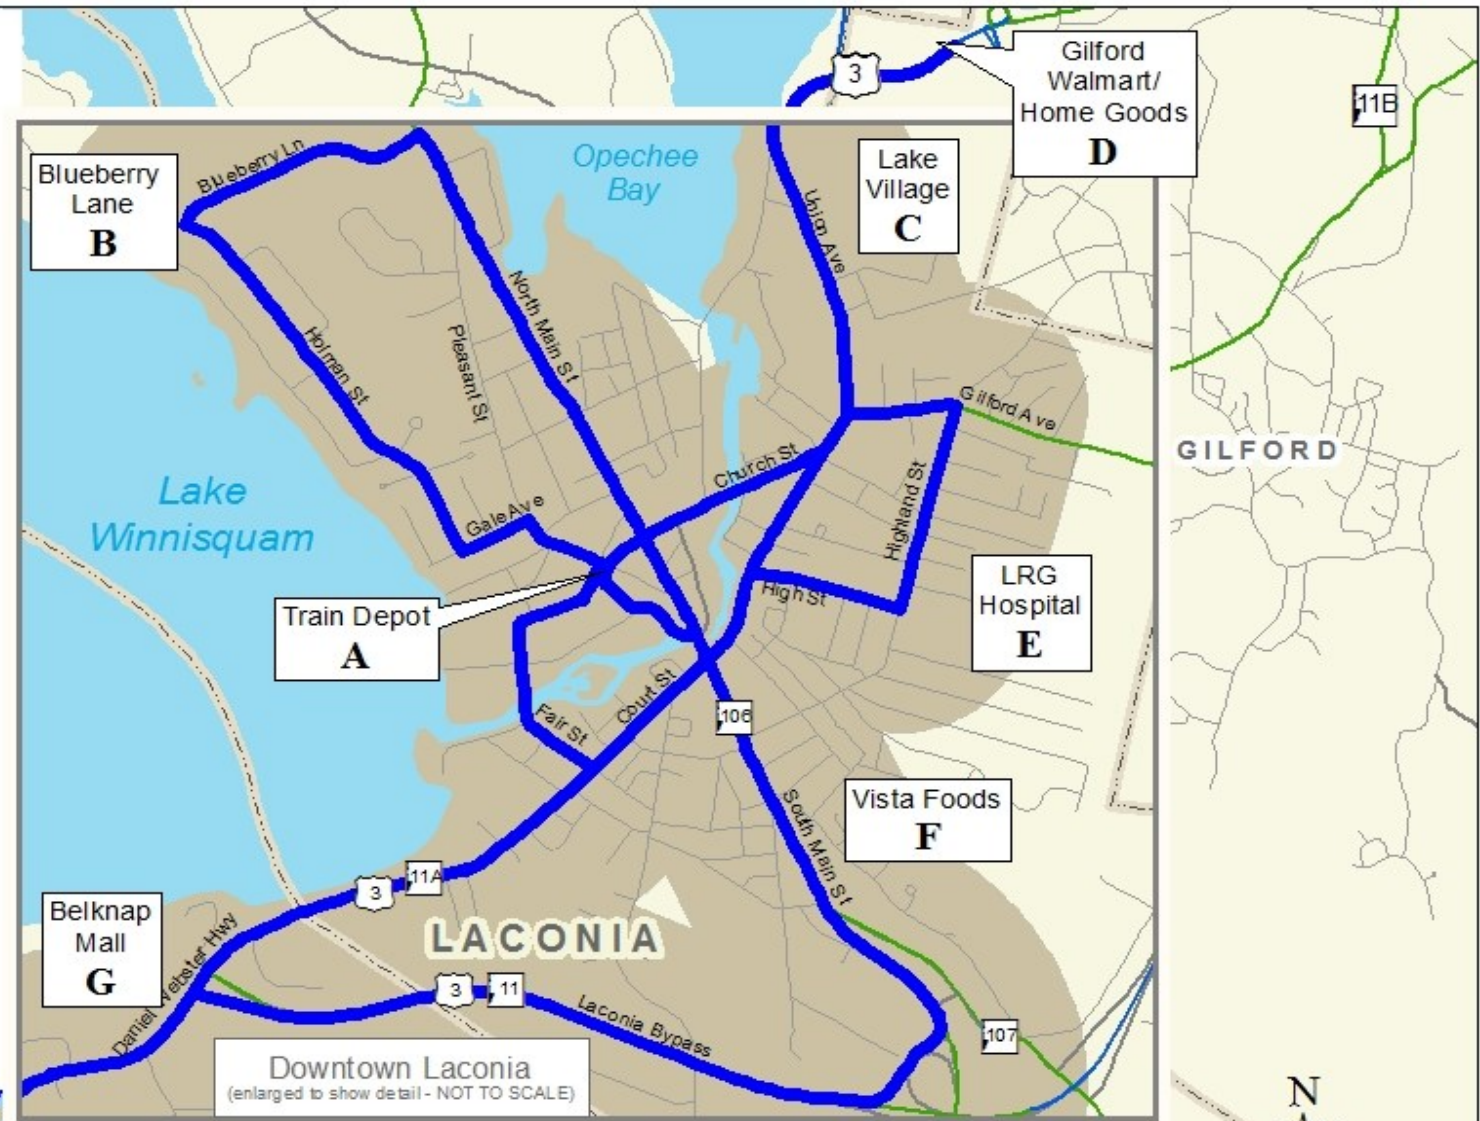 Gilford
Walmart/
Home Goods
D
3
11B
Blueberry
Lane
B
Blueberry Ln
Opechee
Bay
Lake
Village
C
Union Ave
North Main St
Pleasant St
Holman St
Gilford Ave
GILFORD
Church St
Highland St
Gale Ave
Lake
Winnisquam
High St
LRG
Hospital
E
Train Depot
A
Court St
Fair St
106
Vista Foods
F
South Main St
11A
3
Belknap
Mall
G
LACONIA
Daniel Webster Hwy
3
11
Laconia Bypass
107
Downtown Laconia
(enlarged to show detail - NOT TO SCALE)
N